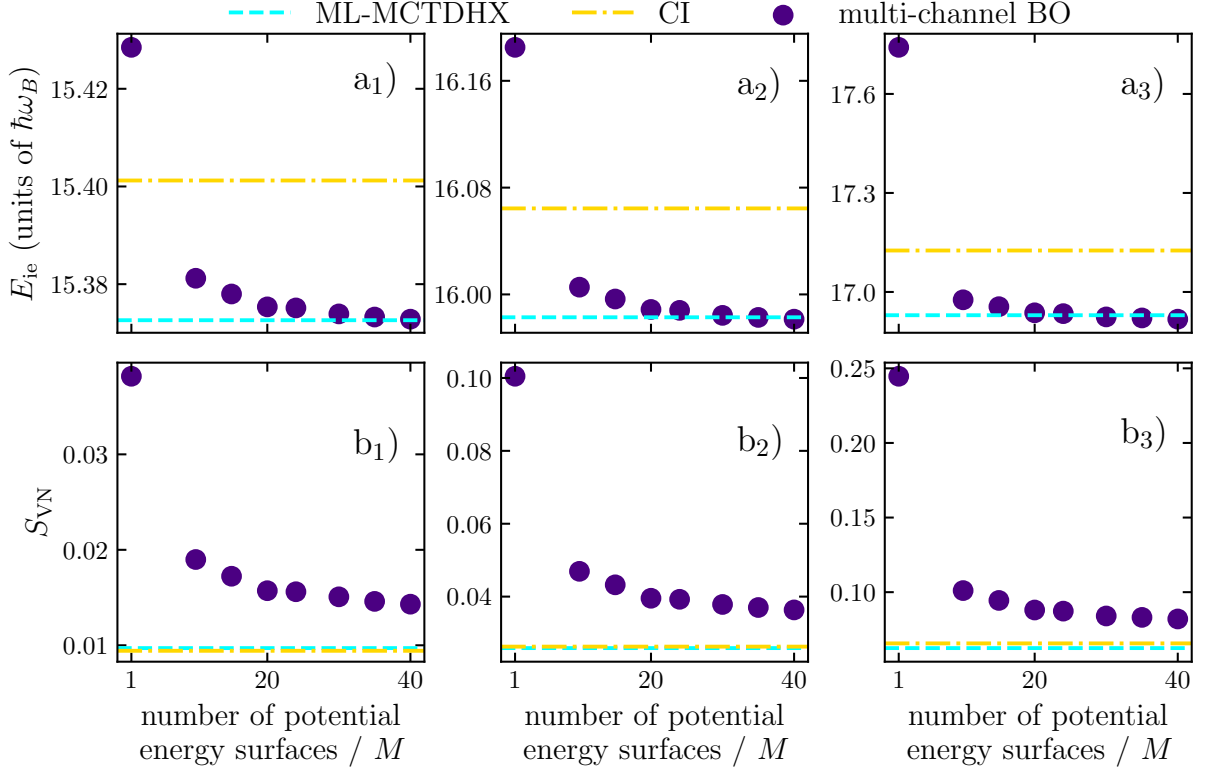 ML-MCTDHX CI multi-channel BO
E_ie (units of ħω_B)
15.42
15.40
15.38
a₁)
16.16
16.08
16.00
a₂)
17.6
17.3
17.0
a₃)
S_VN
0.03
0.02
0.01
b₁)
0.10
0.08
0.06
0.04
b₂)
0.25
0.20
0.15
0.10
b₃)
1 20 40
1 20 40
1 20 40
number of potential
energy surfaces / M
number of potential
energy surfaces / M
number of potential
energy surfaces / M